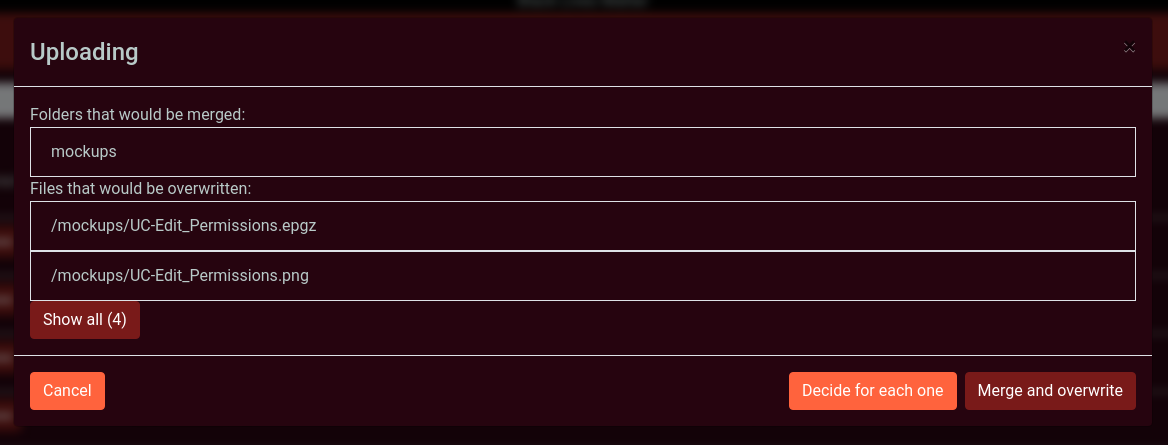 Uploading
Folders that would be merged:
mockups
Files that would be overwritten:
/mockups/UC-Edit_Permissions.epgz
/mockups/UC-Edit_Permissions.png
Show all (4)
Cancel
Decide for each one
Merge and overwrite